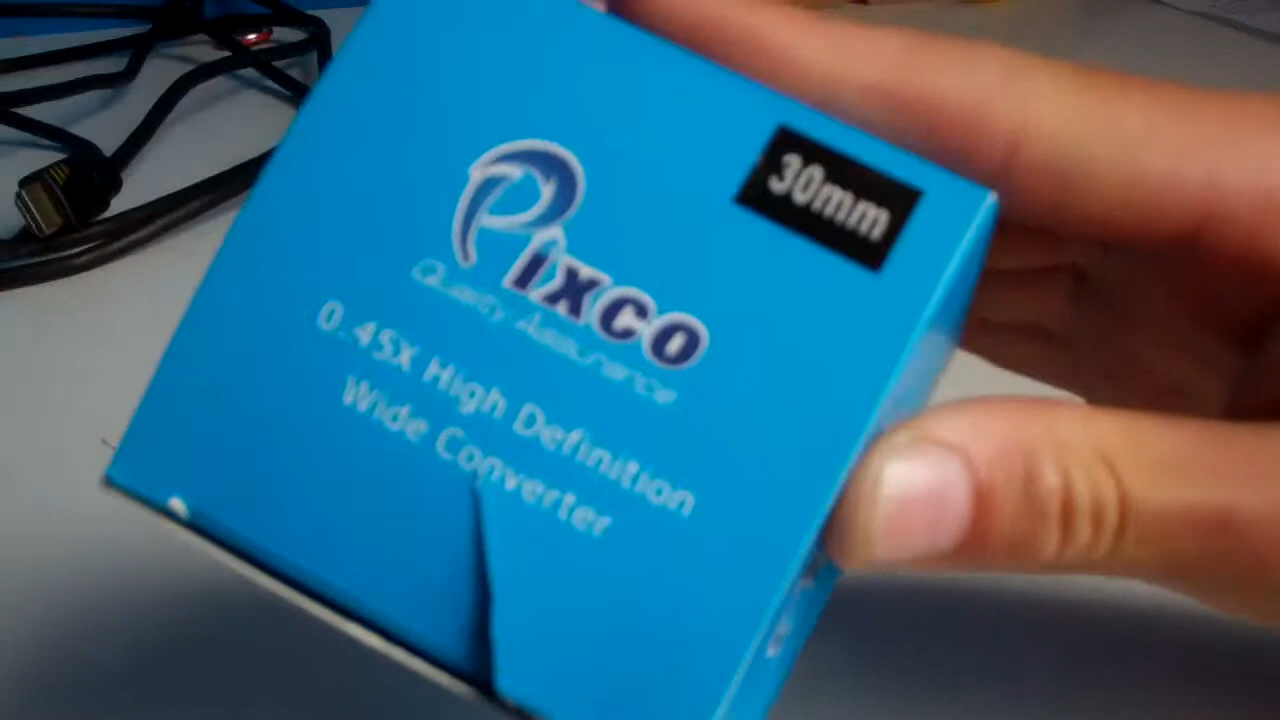 30mm
Pixco
Quality Assurance
0.45X High Definition
Wide Converter